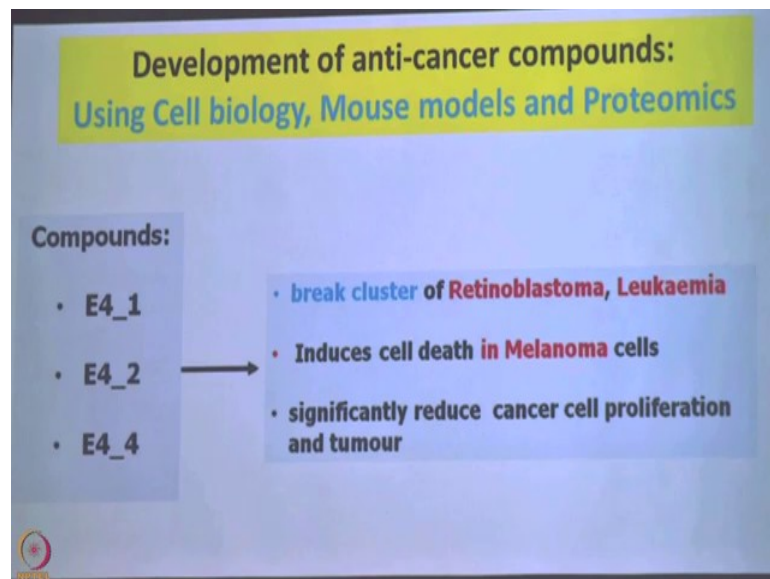 Development of anti-cancer compounds:
Using Cell biology, Mouse models and Proteomics
Compounds:
• E4_1
• E4_2
• E4_4
• break cluster of Retinoblastoma, Leukaemia
• Induces cell death in Melanoma cells
• significantly reduce cancer cell proliferation
and tumour